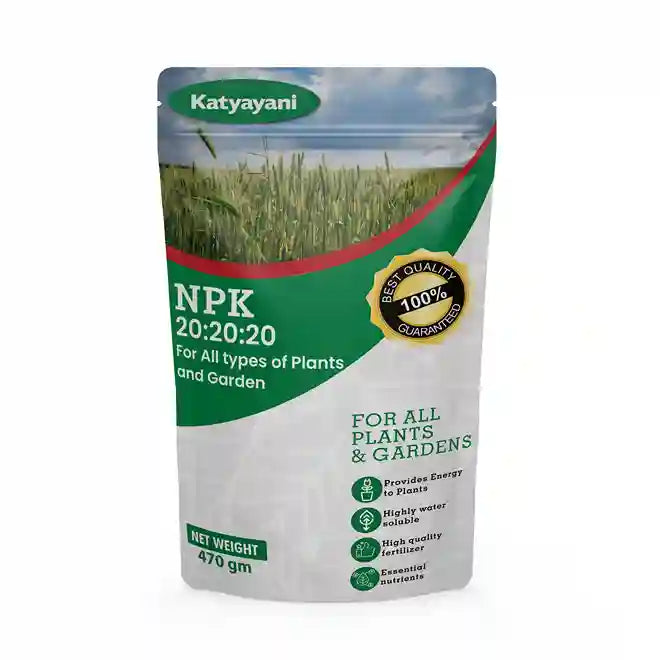 Katyayani
NPK
20:20:20
For All types of Plants
and Garden
BEST QUALITY
100%
GUARANTEED
FOR ALL
PLANTS
& GARDENS
Provides Energy
to Plants
Highly water
soluble
High quality
fertilizer
Essential
nutrients
NET WEIGHT
470 gm